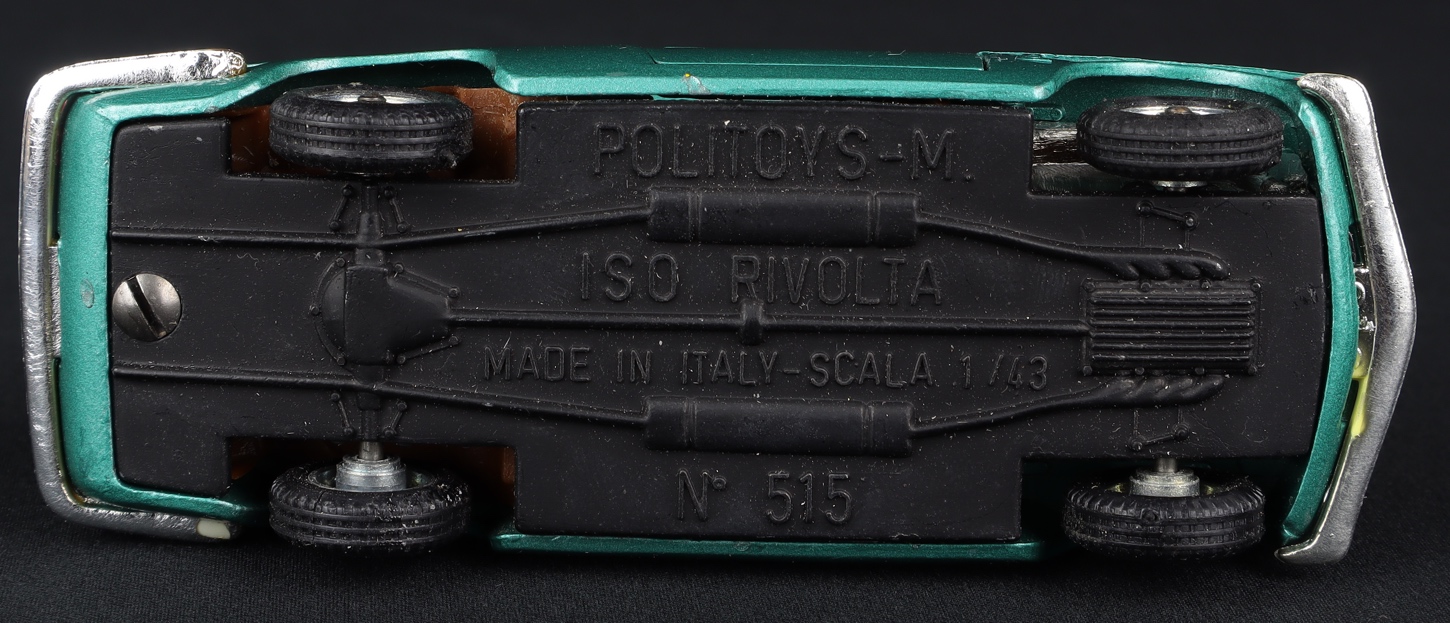 POLITOYS-M.
ISO RIVOLTA
MADE IN ITALY-SCALA 1/43
N° 515